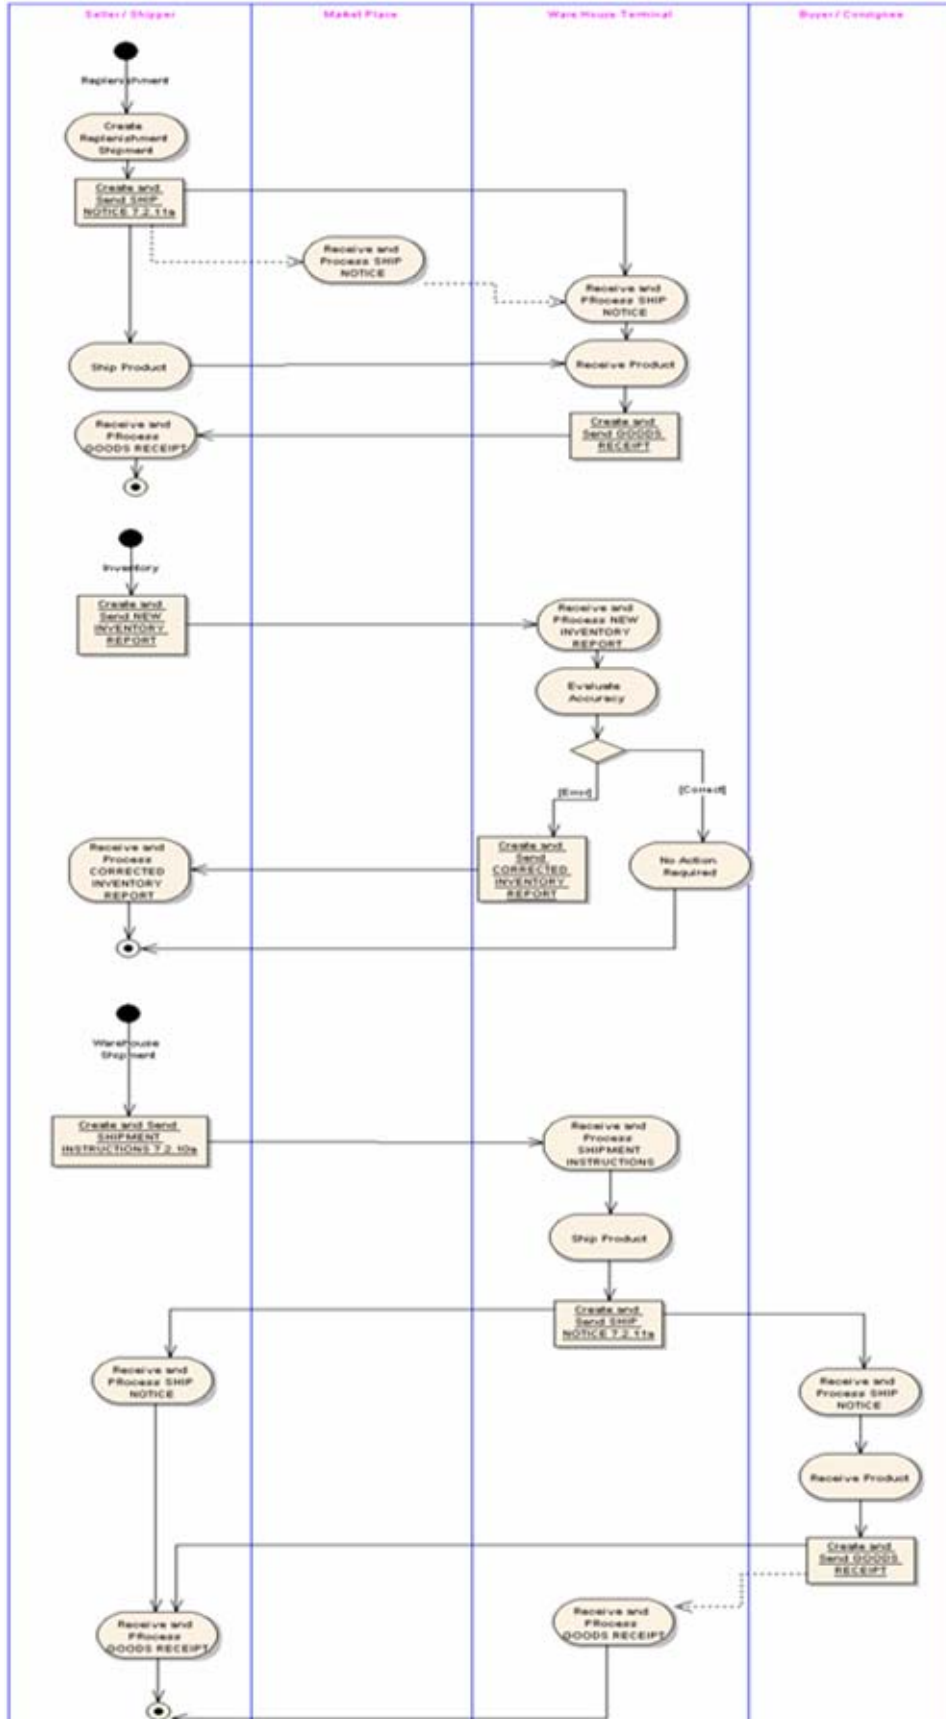 Seller / Shipper
Market Place
Ware House Terminal
Buyer / Consignee
Replenishment
Create
Replenishment
Shipment
Create and
Send SHIP
NOTICE 7.2.11a
Receive and
Process SHIP
NOTICE
Receive and
PRocess SHIP
NOTICE
Ship Product
Receive Product
Receive and
PRocess
GOODS RECEIPT
Create and
Send GOODS
RECEIPT
Inventory
Create and
Send NEW
INVENTORY
REPORT
Receive and
PRocess NEW
INVENTORY
REPORT
Evaluate
Accuracy
[Error]
[Correct]
Receive and
Process
CORRECTED
INVENTORY
REPORT
Create and
Send
CORRECTED
INVENTORY
REPORT
No Action
Required
Warehouse
Shipment
Create and Send
SHIPMENT
INSTRUCTIONS 7.2.10a
Receive and
Process
SHIPMENT
INSTRUCTIONS
Ship Product
Create and
Send SHIP
NOTICE 7.2.11a
Receive and
PRocess SHIP
NOTICE
Receive and
Process SHIP
NOTICE
Receive Product
Create and
Send GOODS
RECEIPT
Receive and
PRocess
GOODS RECEIPT
Receive and
PRocess
GOODS RECEIPT